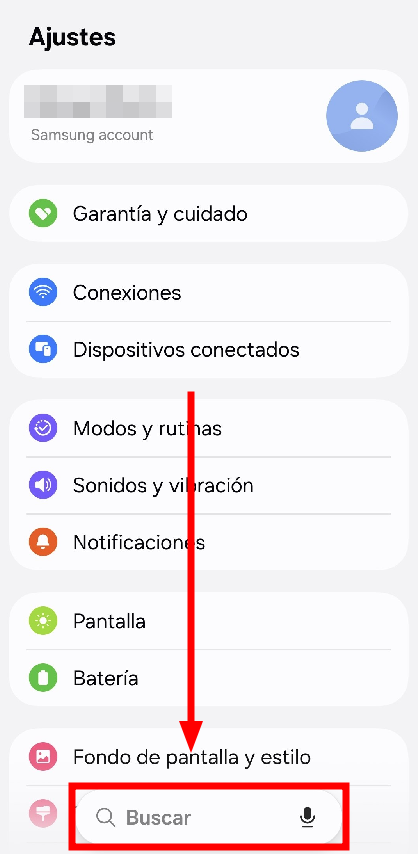 Ajustes
Samsung account
Garantía y cuidado
Conexiones
Dispositivos conectados
Modos y rutinas
Sonidos y vibración
Notificaciones
Pantalla
Batería
Fondo de pantalla y estilo
Buscar